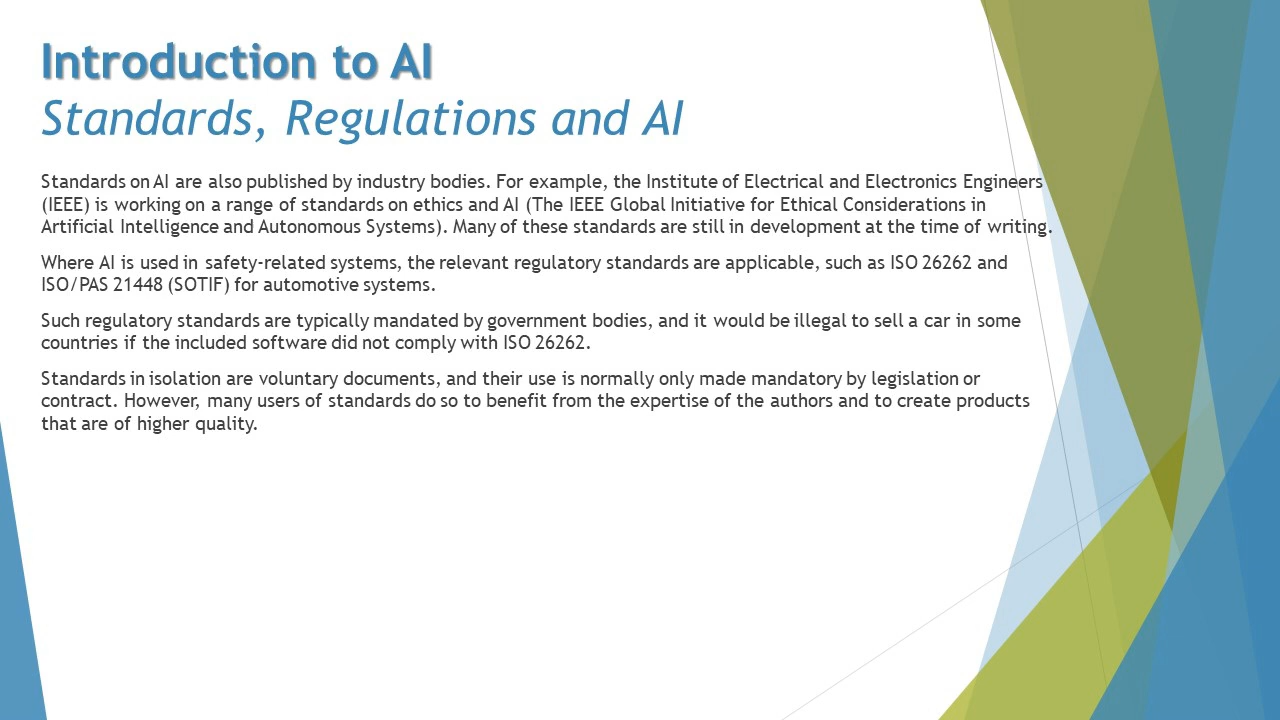 Introduction to AI
Standards, Regulations and AI
Standards on AI are also published by industry bodies. For example, the Institute of Electrical and Electronics Engineers
(IEEE) is working on a range of standards on ethics and AI (The IEEE Global Initiative for Ethical Considerations in
Artificial Intelligence and Autonomous Systems). Many of these standards are still in development at the time of writing.
Where AI is used in safety-related systems, the relevant regulatory standards are applicable, such as ISO 26262 and
ISO/PAS 21448 (SOTIF) for automotive systems.
Such regulatory standards are typically mandated by government bodies, and it would be illegal to sell a car in some
countries if the included software did not comply with ISO 26262.
Standards in isolation are voluntary documents, and their use is normally only made mandatory by legislation or
contract. However, many users of standards do so to benefit from the expertise of the authors and to create products
that are of higher quality.